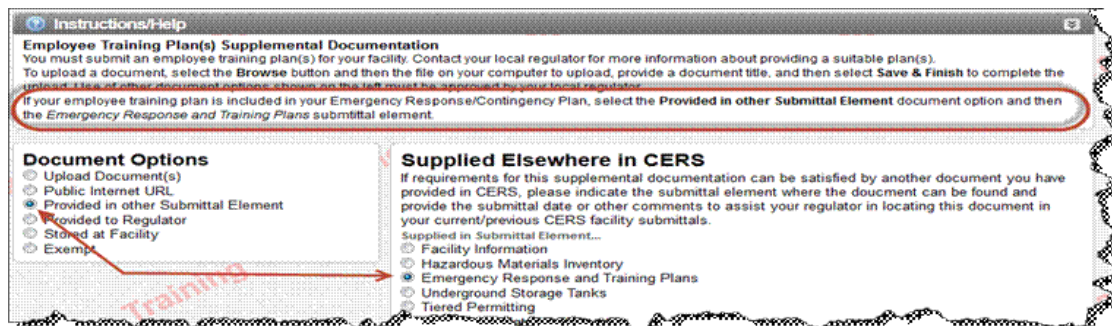 Instructions/Help
Employee Training Plan(s) Supplemental Documentation
You must submit an employee training plan(s) for your facility. Contact your local regulator for more information about providing a suitable plan(s).
To upload a document, select the Browse button and then the file on your computer to upload, provide a document title, and then select Save & Finish to complete the
upload. Use of other document options shown on the left must be approved by your local regulator.
If your employee training plan is included in your Emergency Response/Contingency Plan, select the Provided in other Submittal Element document option and then
the Emergency Response and Training Plans submtittal element.
Document Options
Upload Document(s)
Public Internet URL
Provided in other Submittal Element
Provided to Regulator
Stored at Facility
Exempt
Supplied Elsewhere in CERS
If requirements for this supplemental documentation can be satisfied by another document you have
provided in CERS, please indicate the submittal element where the doucment can be found and
provide the submittal date or other comments to assist your regulator in locating this document in
your current/previous CERS facility submittals.
Supplied in Submittal Element...
Facility Information
Hazardous Materials Inventory
Emergency Response and Training Plans
Underground Storage Tanks
Tiered Permitting
Training